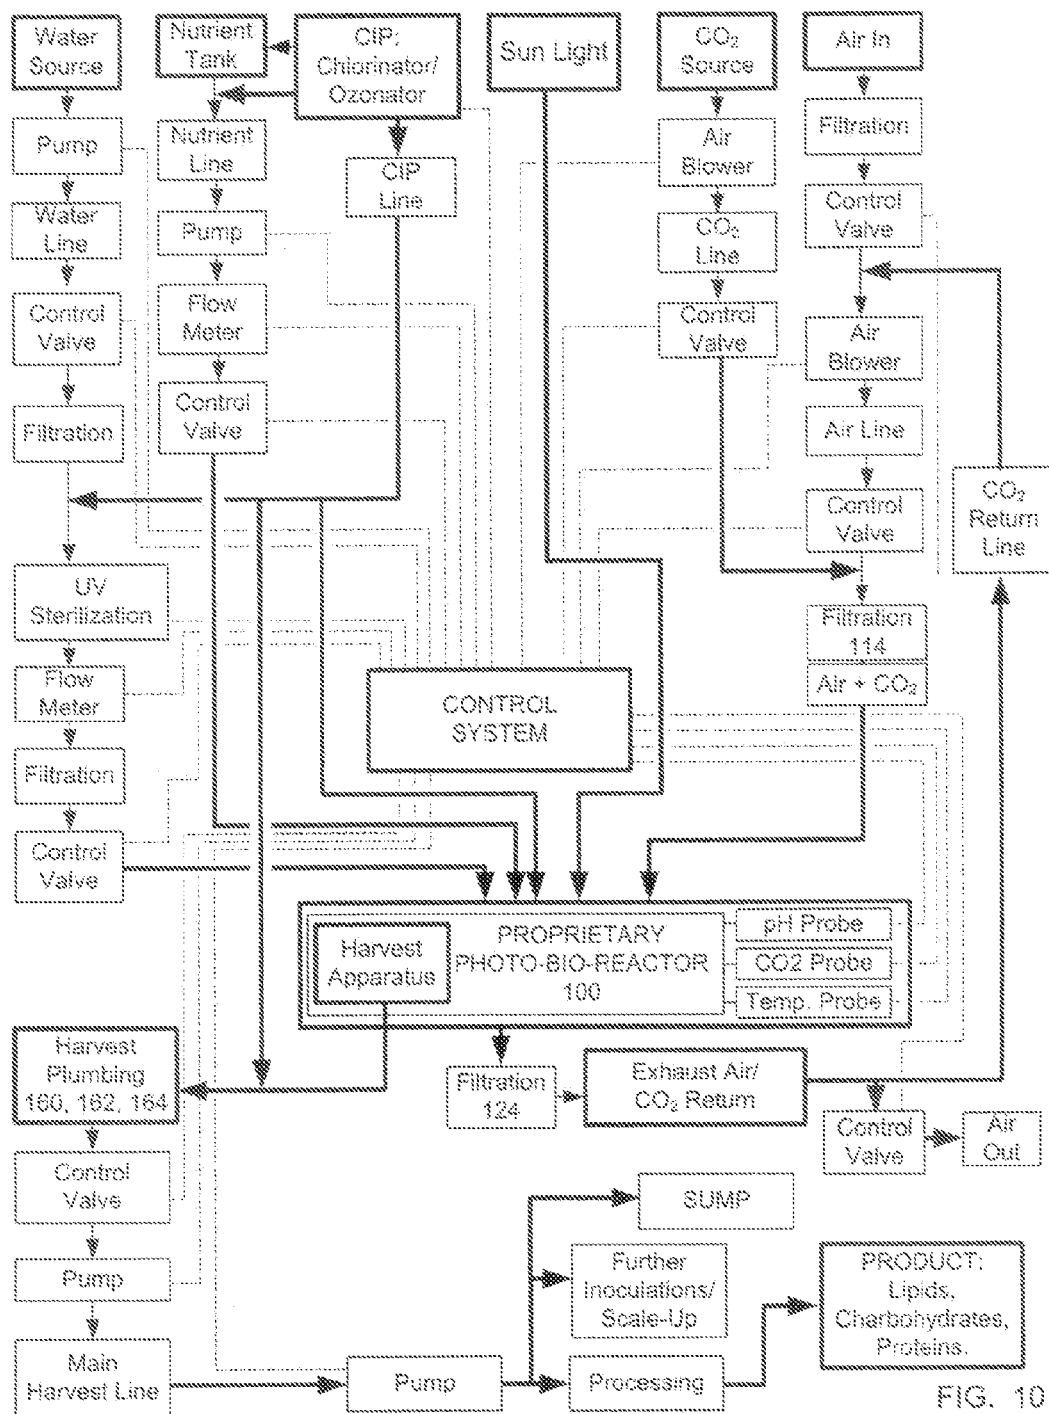 Water
Source
Nutrient
Tank
CIP:
Chlorinator/
Ozonator
Sun Light
CO₂
Source
Air In
Pump
Nutrient
Line
CIP
Line
Air
Blower
Filtration
Water
Line
Pump
CO₂
Line
Control
Valve
Control
Valve
Flow
Meter
Control
Valve
Air
Blower
Filtration
Control
Valve
Air Line
Control
Valve
CO₂
Return
Line
UV
Sterilization
Filtration
114
Air + CO₂
Flow
Meter
CONTROL
SYSTEM
Filtration
Control
Valve
Harvest
Apparatus
PROPRIETARY
PHOTO-BIO-REACTOR
100
pH Probe
CO2 Probe
Temp. Probe
Harvest
Plumbing
160, 162, 164
Filtration
124
Exhaust Air/
CO₂ Return
Control
Valve
Air
Out
Control
Valve
SUMP
Pump
Further
Inoculations/
Scale-Up
PRODUCT:
Lipids,
Charbohydrates,
Proteins.
Main
Harvest Line
Pump
Processing
FIG. 10